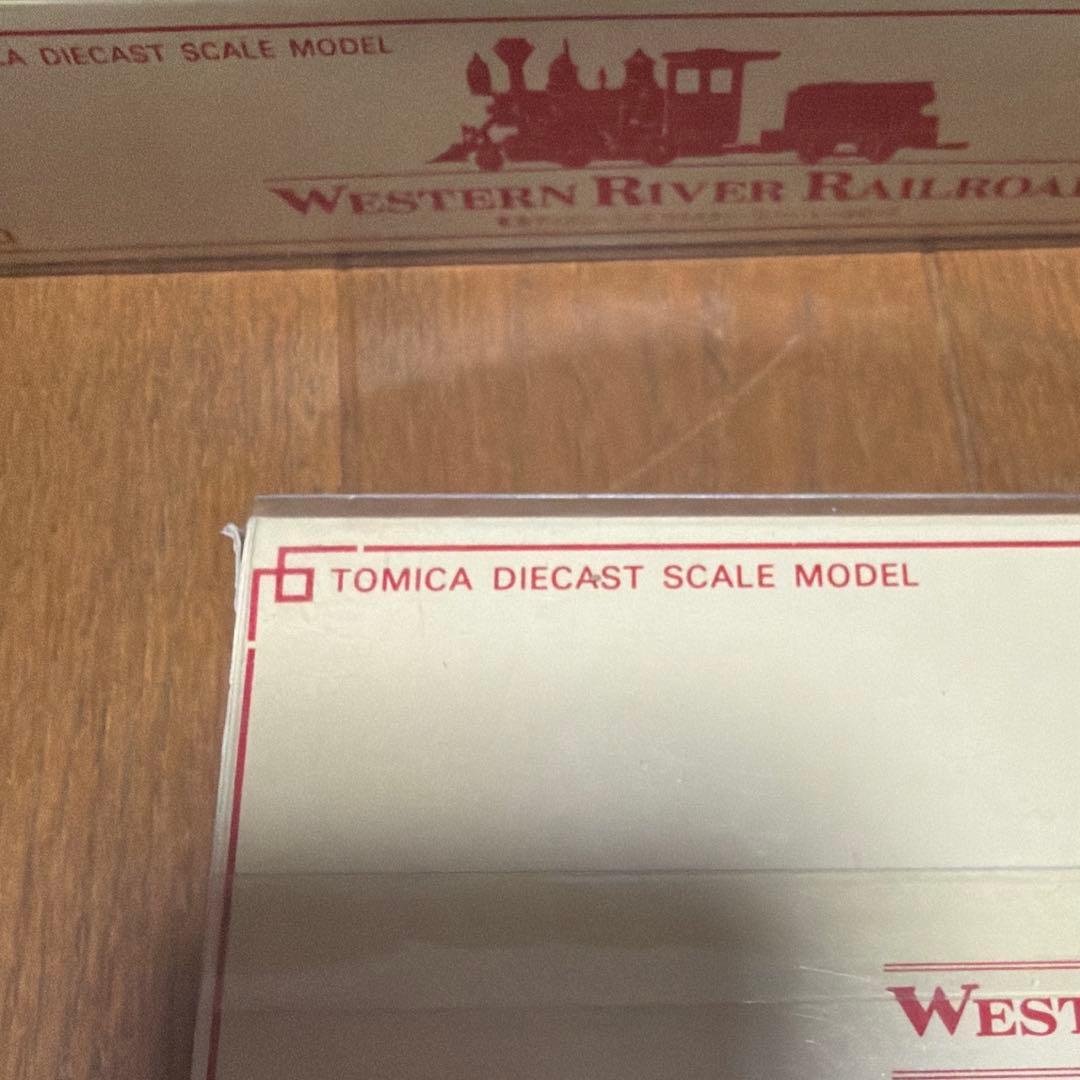 A DIECAST SCALE MODEL
WESTERN RIVER RAILROA
TOMICA DIECAST SCALE MODEL
WEST